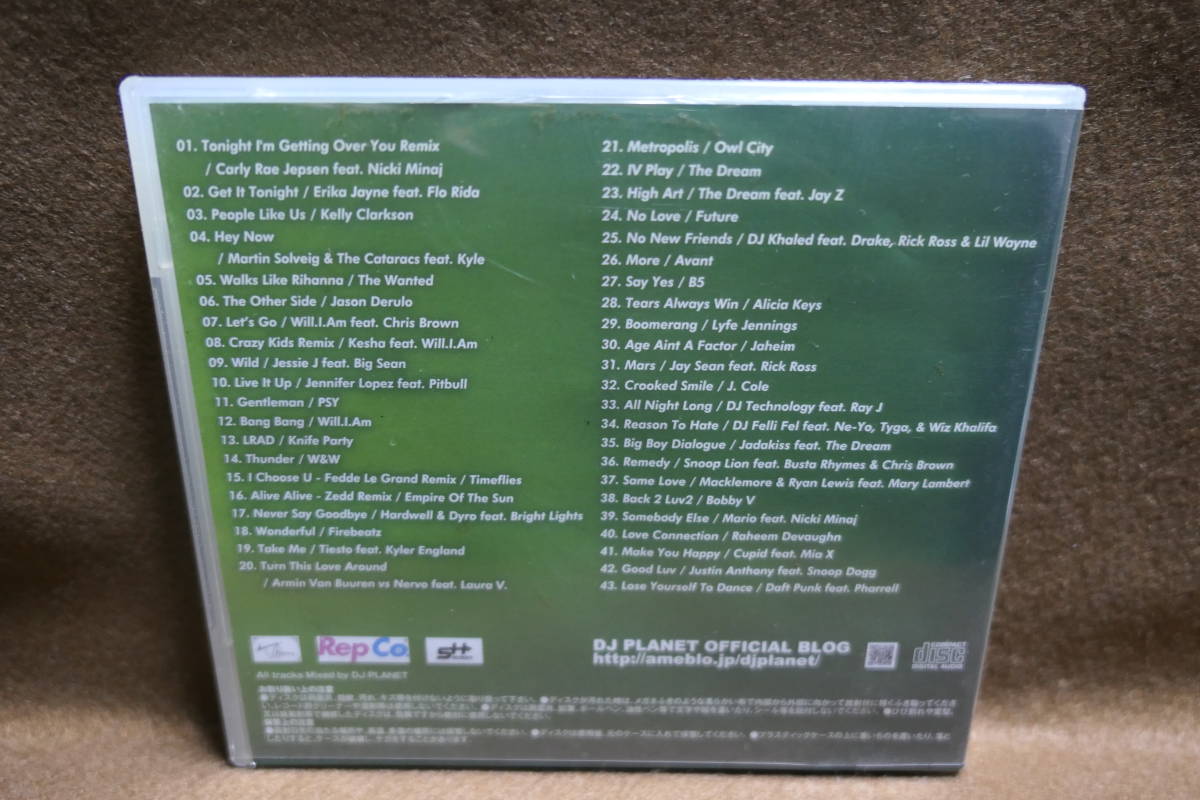 01. Tonight I'm Getting Over You Remix
/ Carly Rae Jepsen feat. Nicki Minaj
02. Get It Tonight / Erika Jayne feat. Flo Rida
03. People Like Us / Kelly Clarkson
04. Hey Now
/ Martin Solveig & The Cataracs feat. Kyle
05. Walks Like Rihanna / The Wanted
06. The Other Side / Jason Derulo
07. Let's Go / Will.I.Am feat. Chris Brown
08. Crazy Kids Remix / Kesha feat. Will.I.Am
09. Wild / Jessie J feat. Big Sean
10. Live It Up / Jennifer Lopez feat. Pitbull
11. Gentleman / PSY
12. Bang Bang / Will.I.Am
13. LRAD / Knife Party
14. Thunder / W&W
15. I Choose U - Fedde Le Grand Remix / Timeflies
16. Alive Alive - Zedd Remix / Empire Of The Sun
17. Never Say Goodbye / Hardwell & Dyro feat. Bright Lights
18. Wonderful / Firebeatz
19. Take Me / Tiesto feat. Kyler England
20. Turn This Love Around
/ Armin Van Buuren vs Nervo feat. Laura V.
21. Metropolis / Owl City
22. IV Play / The Dream
23. High Art / The Dream feat. Jay Z
24. No Love / Future
25. No New Friends / DJ Khaled feat. Drake, Rick Ross & Lil Wayne
26. More / Avant
27. Say Yes / B5
28. Tears Always Win / Alicia Keys
29. Boomerang / Lyfe Jennings
30. Age Aint A Factor / Jaheim
31. Mars / Jay Sean feat. Rick Ross
32. Crooked Smile / J. Cole
33. All Night Long / DJ Technology feat. Ray J
34. Reason To Hate / DJ Felli Fel feat. Ne-Yo, Tyga, & Wiz Khalifa
35. Big Boy Dialogue / Jadakiss feat. The Dream
36. Remedy / Snoop Lion feat. Busta Rhymes & Chris Brown
37. Same Love / Macklemore & Ryan Lewis feat. Mary Lambert
38. Back 2 Luv2 / Bobby V
39. Somebody Else / Mario feat. Nicki Minaj
40. Love Connection / Raheem Devaughn
41. Make You Happy / Cupid feat. Mia X
42. Good Luv / Justin Anthony feat. Snoop Dogg
43. Lose Yourself To Dance / Daft Punk feat. Pharrell
Rep Co.
DJ PLANET OFFICIAL BLOG
http://ameblo.jp/djplanet/
COMPACT
disc
DIGITAL AUDIO
All tracks Mixed by DJ PLANET
お取り扱い上の注意